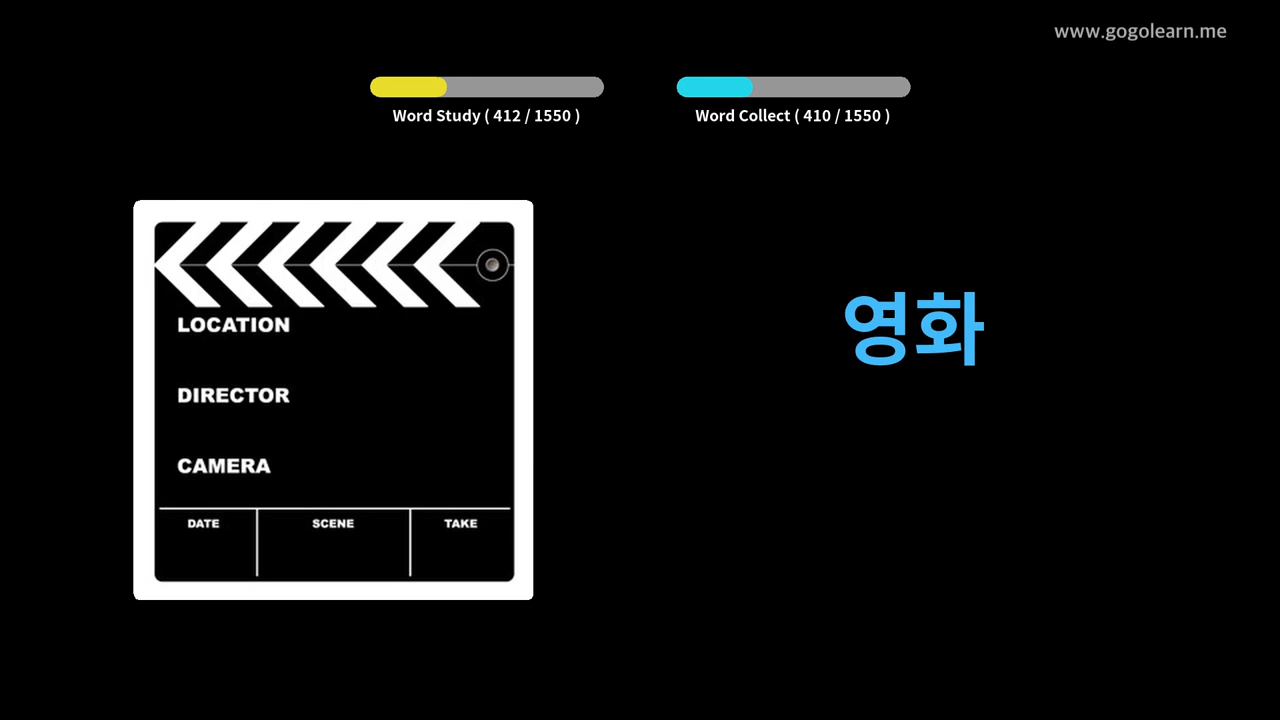 www.gogolearn.me
Word Study ( 412 / 1550 )
Word Collect ( 410 / 1550 )
LOCATION
DIRECTOR
CAMERA
DATE
SCENE
TAKE
영화